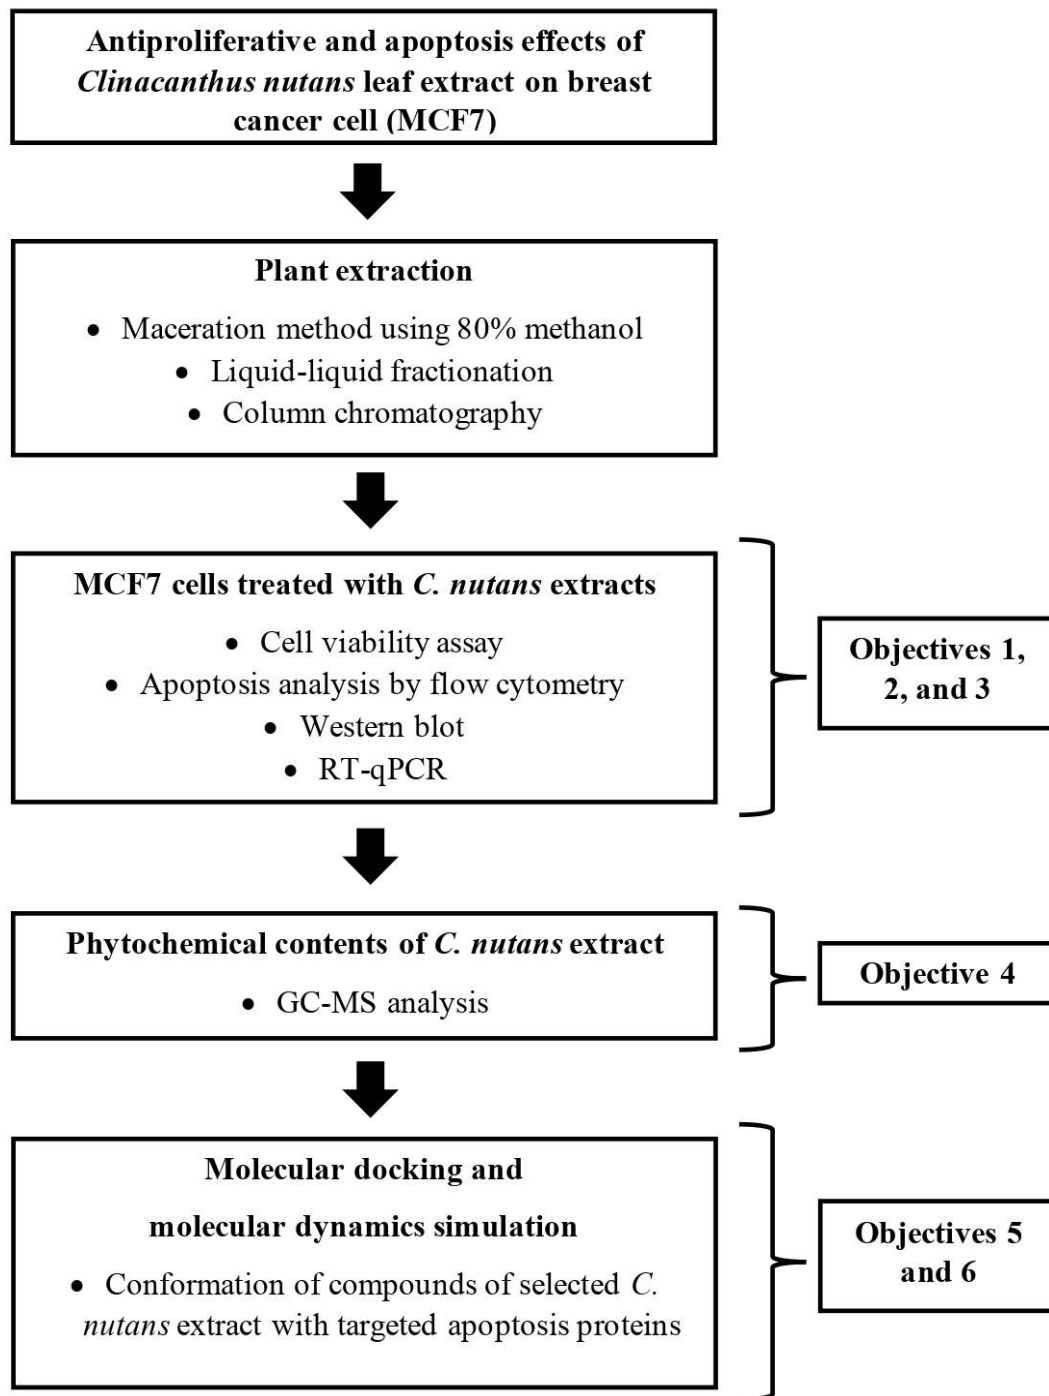 Antiproliferative and apoptosis effects of
Clinacanthus nutans leaf extract on breast
cancer cell (MCF7)
Plant extraction
• Maceration method using 80% methanol
• Liquid-liquid fractionation
• Column chromatography
MCF7 cells treated with C. nutans extracts
• Cell viability assay
• Apoptosis analysis by flow cytometry
• Western blot
• RT-qPCR
Objectives 1,
2, and 3
Phytochemical contents of C. nutans extract
• GC-MS analysis
Objective 4
Molecular docking and
molecular dynamics simulation
• Conformation of compounds of selected C.
nutans extract with targeted apoptosis proteins
Objectives 5
and 6